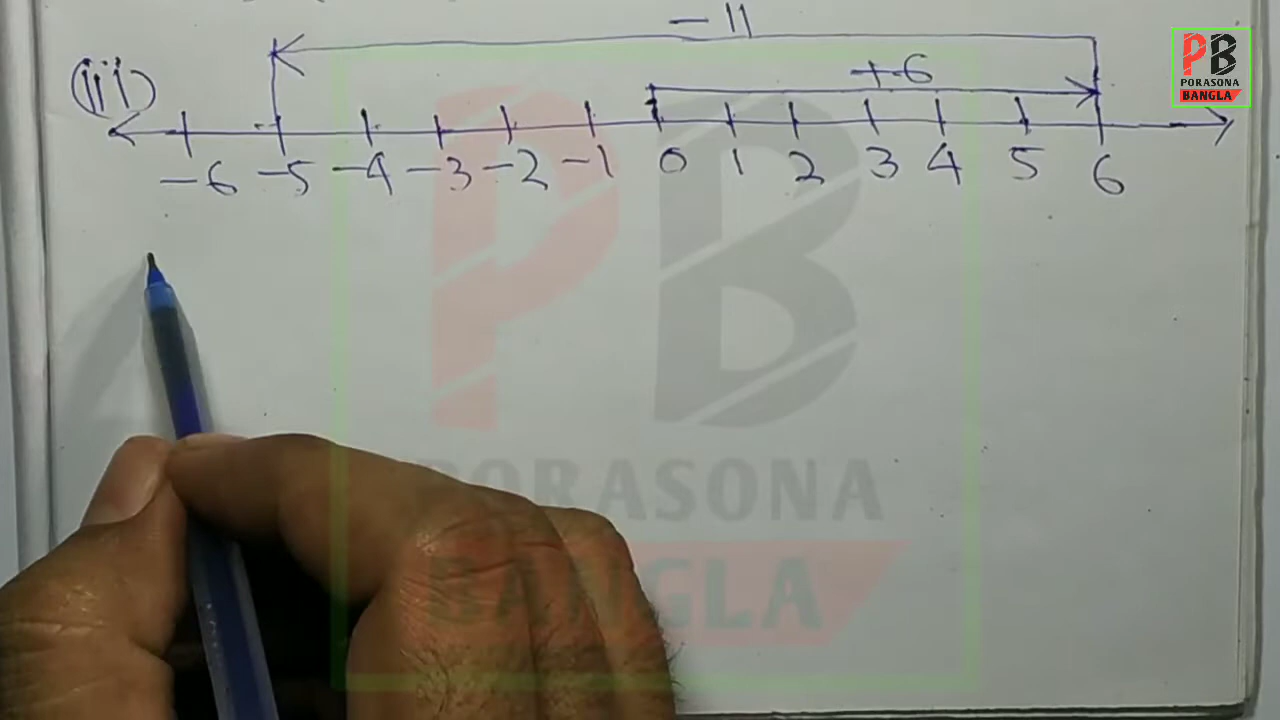 - 11
(iii)
+6
-6 -5 -4 -3 -2 -1 0 1 2 3 4 5 6
PB
PORASONA
BANGLA
PB
PORASONA
BANGLA